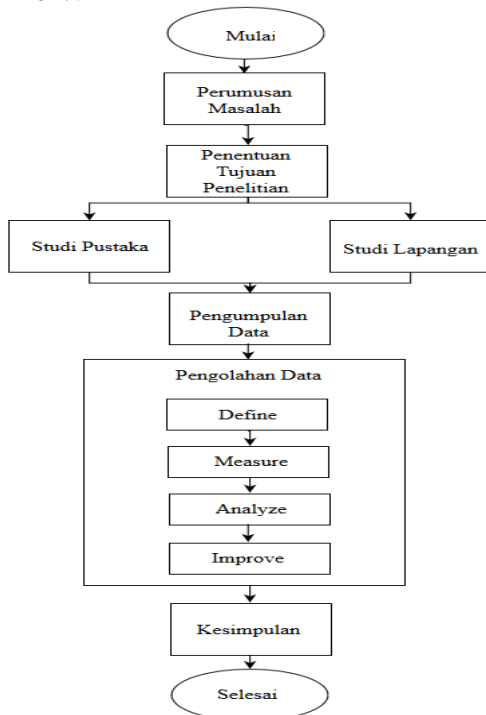 Mulai
Perumusan
Masalah
Penentuan
Tujuan
Penelitian
Studi Pustaka
Studi Lapangan
Pengumpulan
Data
Pengolahan Data
Define
Measure
Analyze
Improve
Kesimpulan
Selesai